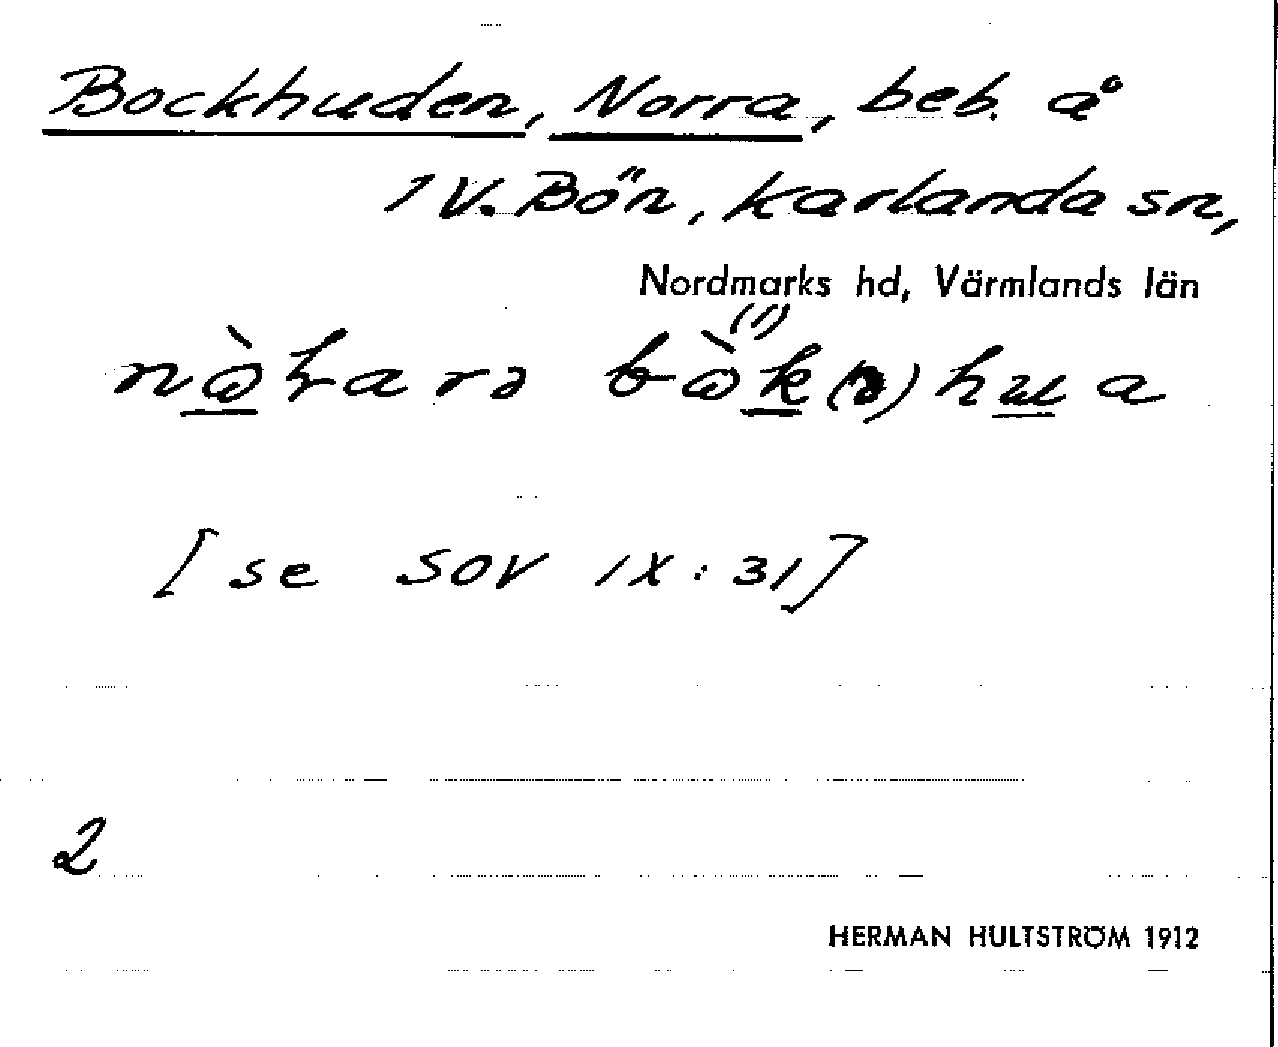 Bockhuden, Norra, beb. å
1 V. Bön, Karlanda sn,
Nordmarks hd, Värmlands län
[se SOV IX: 31]
2
HERMAN HULTSTRÖM 1912